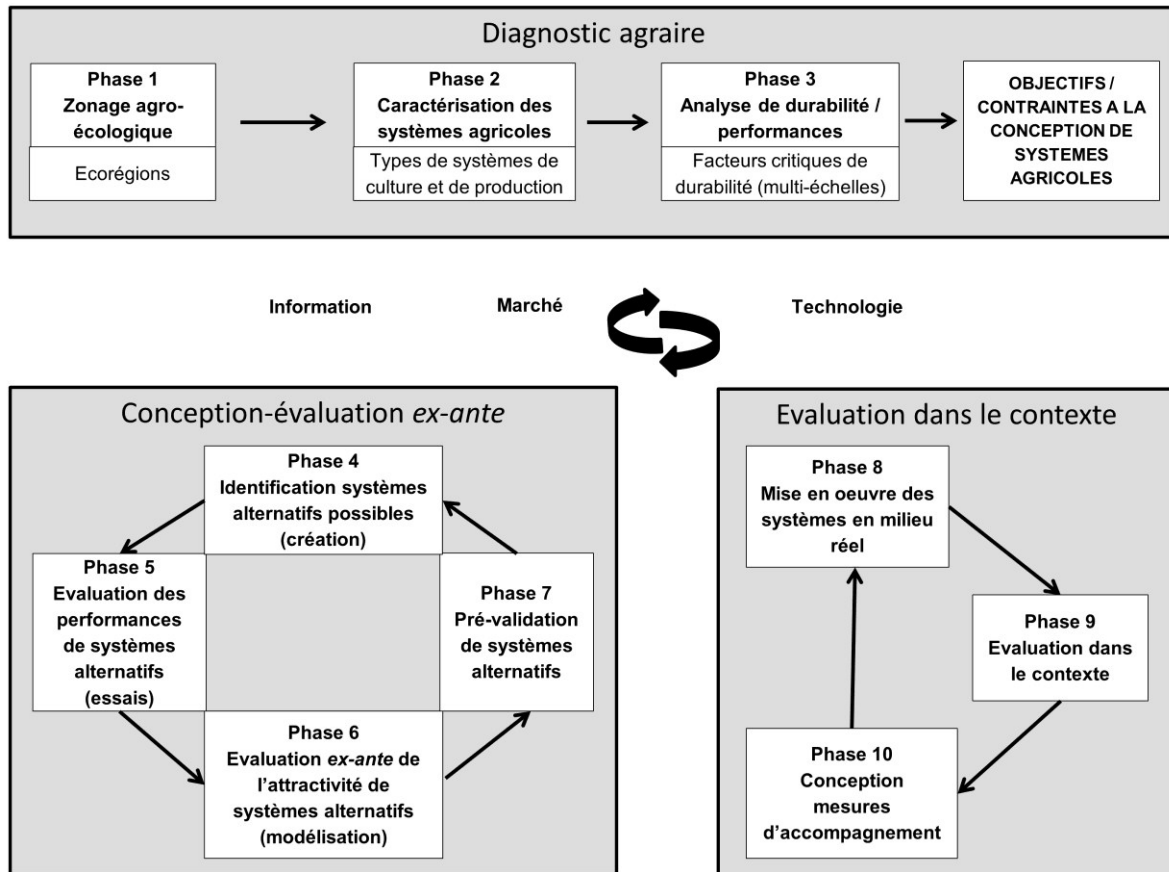 Diagnostic agraire
Phase 1
Zonage agro-
écologique
Ecorégions
Phase 2
Caractérisation des
systèmes agricoles
Types de systèmes de
culture et de production
Phase 3
Analyse de durabilité /
performances
Facteurs critiques de
durabilité (multi-échelles)
OBJECTIFS /
CONTRAINTES A LA
CONCEPTION DE
SYSTEMES
AGRICOLES
Information
Marché
Technologie
Conception-évaluation ex-ante
Phase 4
Identification systèmes
alternatifs possibles
(création)
Phase 5
Evaluation des
performances
de systèmes
alternatifs
(essais)
Phase 6
Evaluation ex-ante de
l’attractivité de
systèmes alternatifs
(modélisation)
Phase 7
Pré-validation
de systèmes
alternatifs
Evaluation dans le contexte
Phase 8
Mise en oeuvre des
systèmes en milieu
réel
Phase 9
Evaluation dans
le contexte
Phase 10
Conception
mesures
d’accompagnement